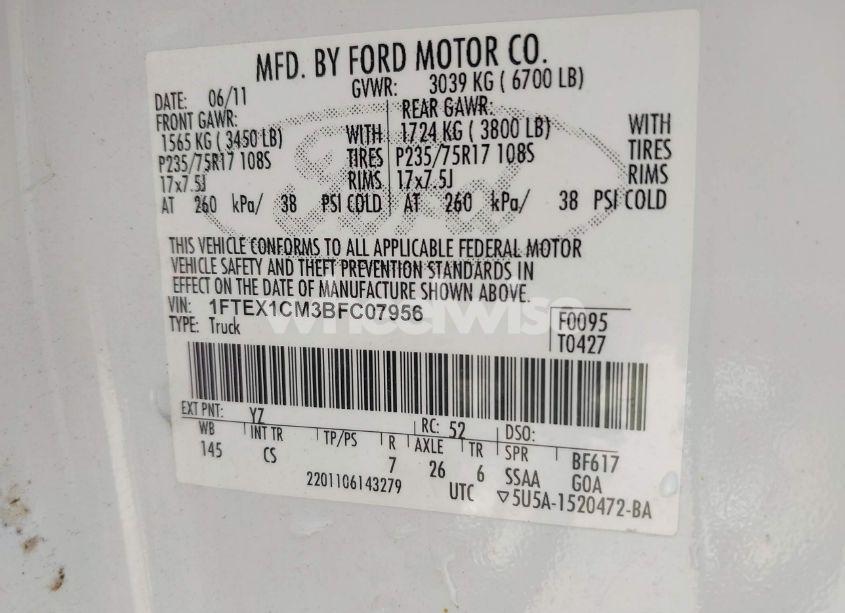 MFD. BY FORD MOTOR CO.
DATE: 06/11 GVWR: 3039 KG ( 6700 LB)
FRONT GAWR: REAR GAWR:
1565 KG ( 3450 LB) WITH 1724 KG ( 3800 LB) WITH
P235/75R17 108S TIRES P235/75R17 108S TIRES
17x7.5J RIMS 17x7.5J RIMS
AT 260 kPa/ 38 PSI COLD AT 260 kPa/ 38 PSI COLD
Ford
THIS VEHICLE CONFORMS TO ALL APPLICABLE FEDERAL MOTOR
VEHICLE SAFETY AND THEFT PREVENTION STANDARDS IN
EFFECT ON THE DATE OF MANUFACTURE SHOWN ABOVE.
VIN: 1FTEX1CM3BFC07956 F0095
TYPE: Truck T0427
wheelwise
EXT PNT: YZ RC: 52 DSO:
WB INT TR TP/PS R AXLE TR SPR BF617
145 CS 7 26 6 SSAA GOA
2201106143279 UTC ▽5U5A-1520472-BA